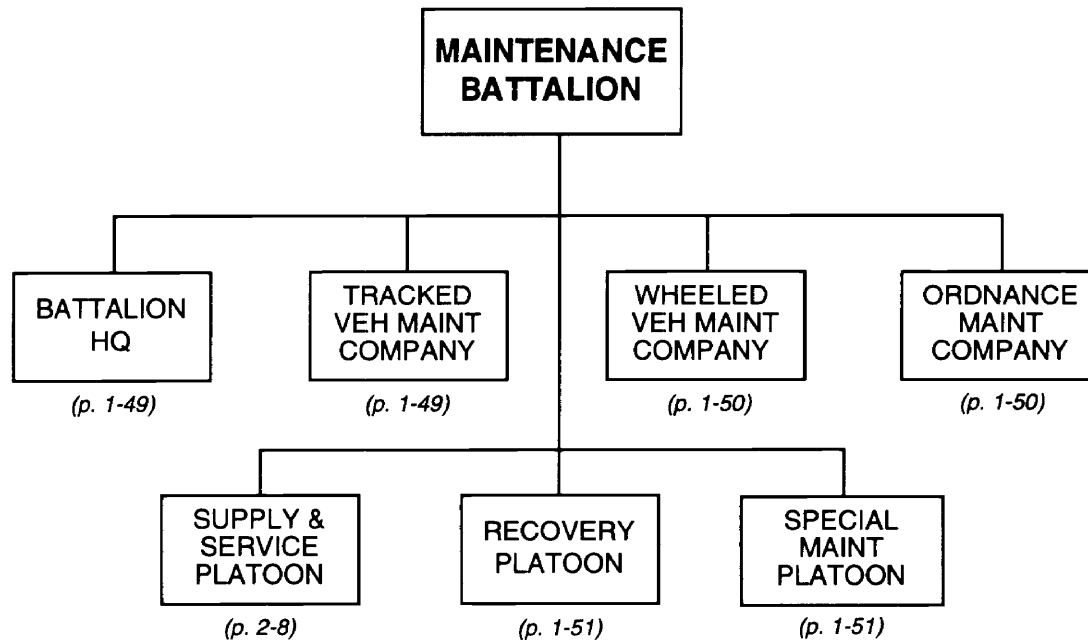 MAINTENANCE
BATTALION
BATTALION
HQ
(p. 1-49)
TRACKED
VEH MAINT
COMPANY
(p. 1-49)
WHEELED
VEH MAINT
COMPANY
(p. 1-50)
ORDNANCE
MAINT
COMPANY
(p. 1-50)
SUPPLY &
SERVICE
PLATOON
(p. 2-8)
RECOVERY
PLATOON
(p. 1-51)
SPECIAL
MAINT
PLATOON
(p. 1-51)